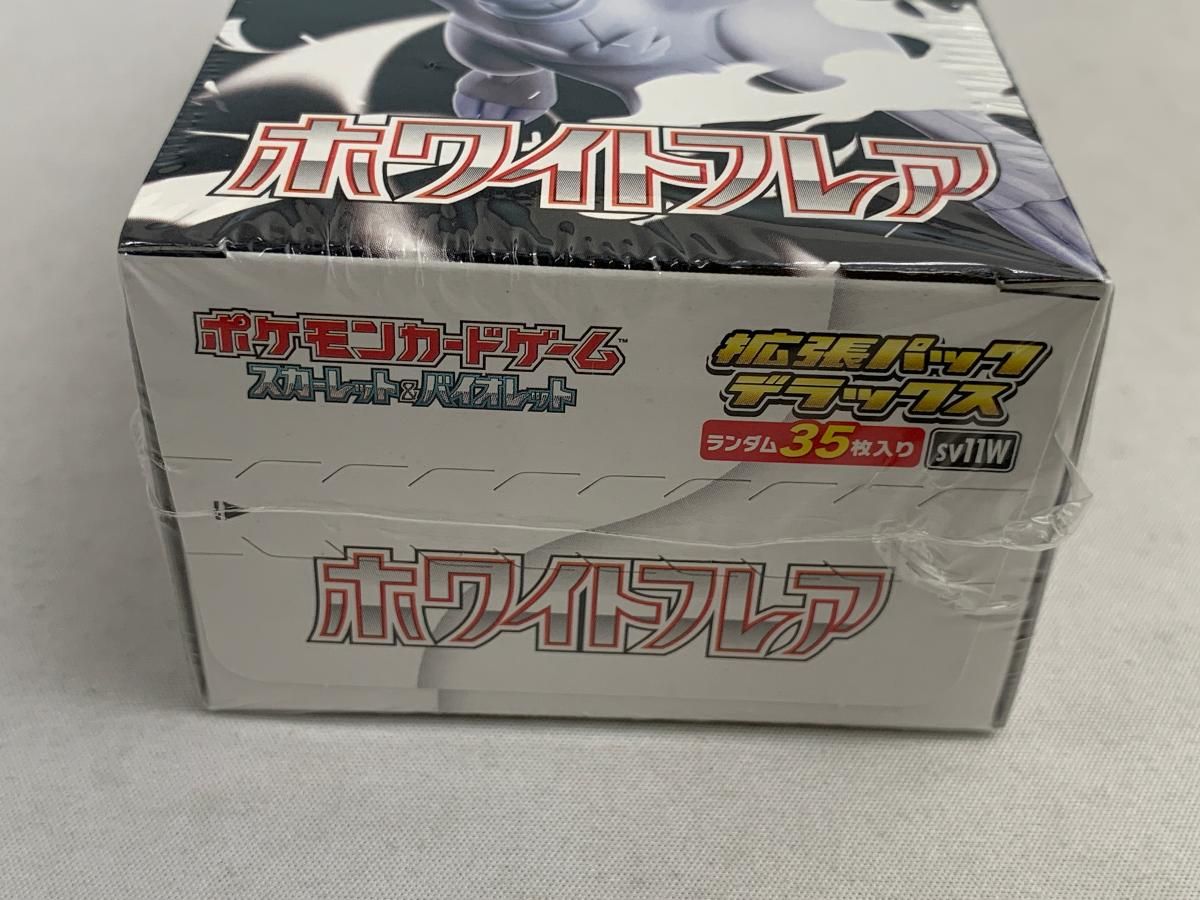 ホワイトフレア
ポケモンカードゲーム™
スカーレット&バイオレット
拡張パック
デラックス
ランダム35枚入り
sv11W
ホワイトフレア